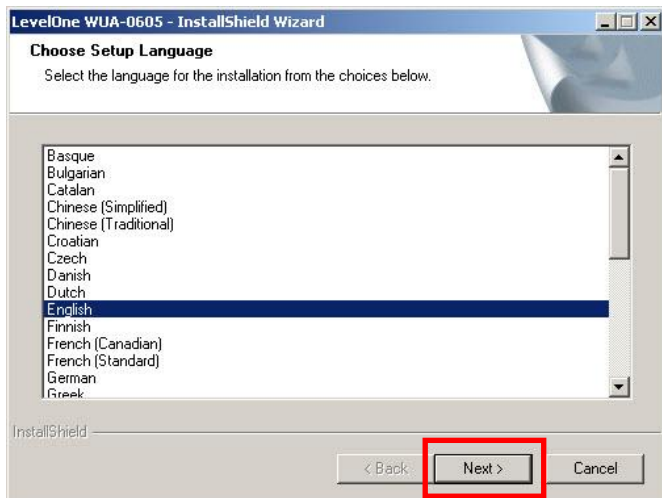 LevelOne WUA-0605 - InstallShield Wizard
Choose Setup Language
Select the language for the installation from the choices below.
Basque
Bulgarian
Catalan
Chinese (Simplified)
Chinese (Traditional)
Croatian
Czech
Danish
Dutch
English
Finnish
French (Canadian)
French (Standard)
German
Greek
InstallShield
< Back
Next >
Cancel